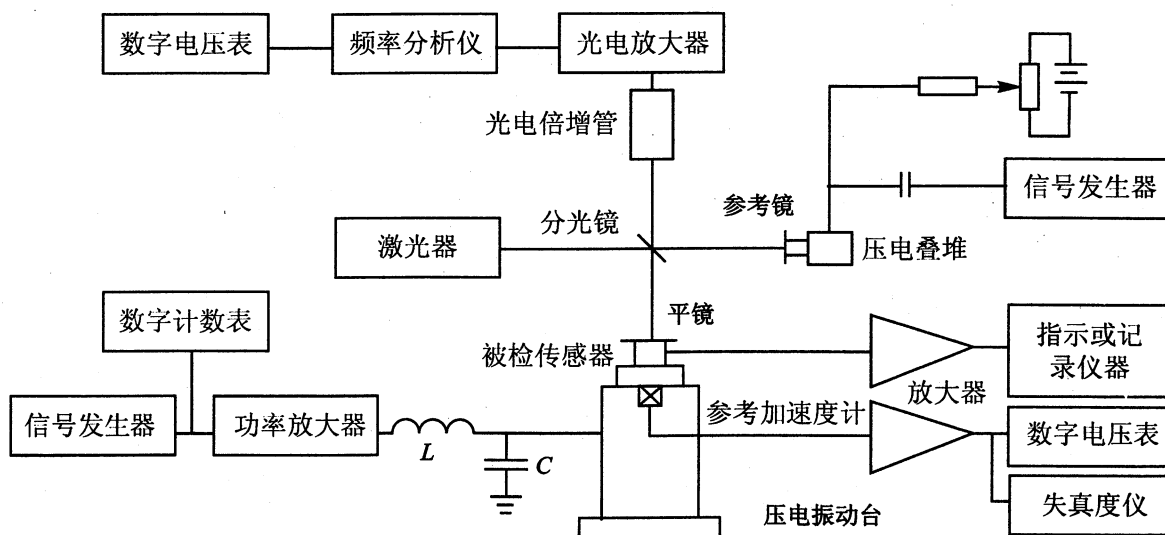 数字电压表
频率分析仪
光电放大器
光电倍增管
信号发生器
参考镜
分光镜
激光器
压电叠堆
平镜
数字计数表
被检传感器
指示或记
录仪器
放大器
信号发生器
功率放大器
L
C
参考加速度计
数字电压表
压电振动台
失真度仪